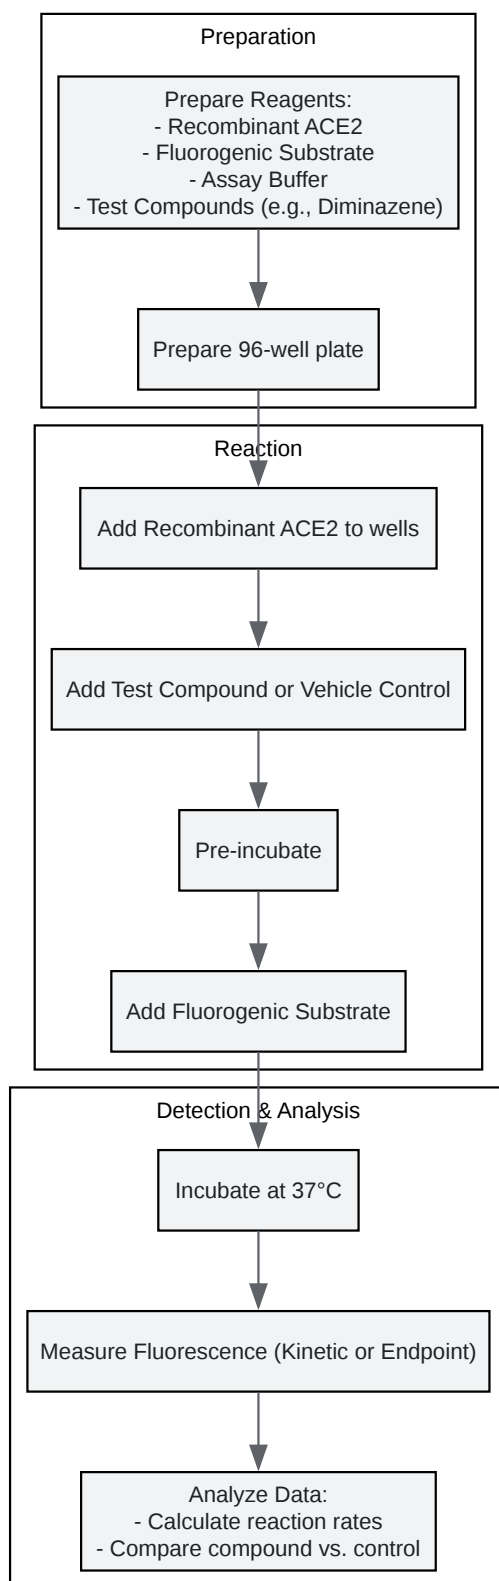 Preparation
Prepare Reagents:
- Recombinant ACE2
- Fluorogenic Substrate
- Assay Buffer
- Test Compounds (e.g., Diminazene)
Prepare 96-well plate
Reaction
Add Recombinant ACE2 to wells
Add Test Compound or Vehicle Control
Pre-incubate
Add Fluorogenic Substrate
Detection & Analysis
Incubate at 37°C
Measure Fluorescence (Kinetic or Endpoint)
Analyze Data:
- Calculate reaction rates
- Compare compound vs. control